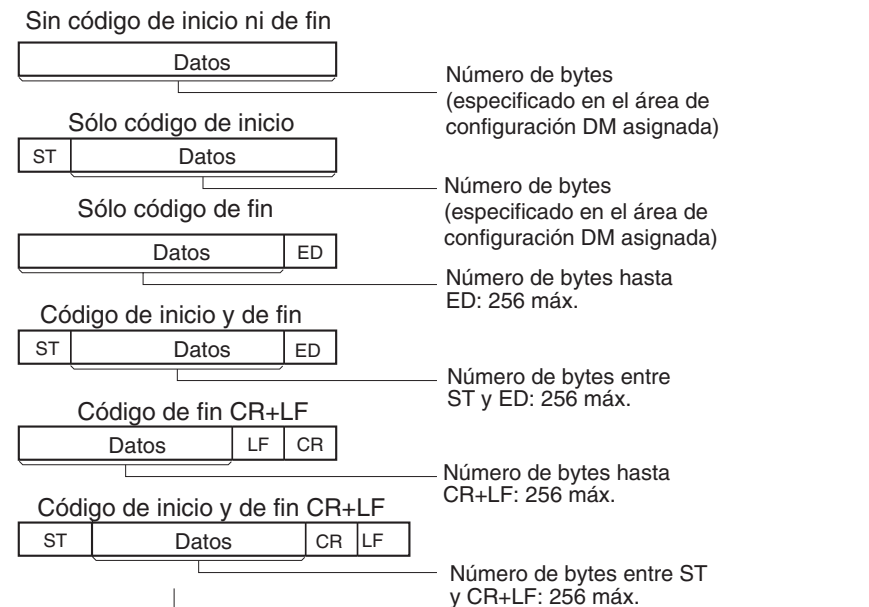 Sin código de inicio ni de fin
Datos
Número de bytes
(especificado en el área de
configuración DM asignada)
Sólo código de inicio
ST Datos
Número de bytes
(especificado en el área de
configuración DM asignada)
Sólo código de fin
Datos ED
Número de bytes hasta
ED: 256 máx.
Código de inicio y de fin
ST Datos ED
Número de bytes entre
ST y ED: 256 máx.
Código de fin CR+LF
Datos LF CR
Número de bytes hasta
CR+LF: 256 máx.
Código de inicio y de fin CR+LF
ST Datos CR LF
Número de bytes entre ST
y CR+LF: 256 máx.